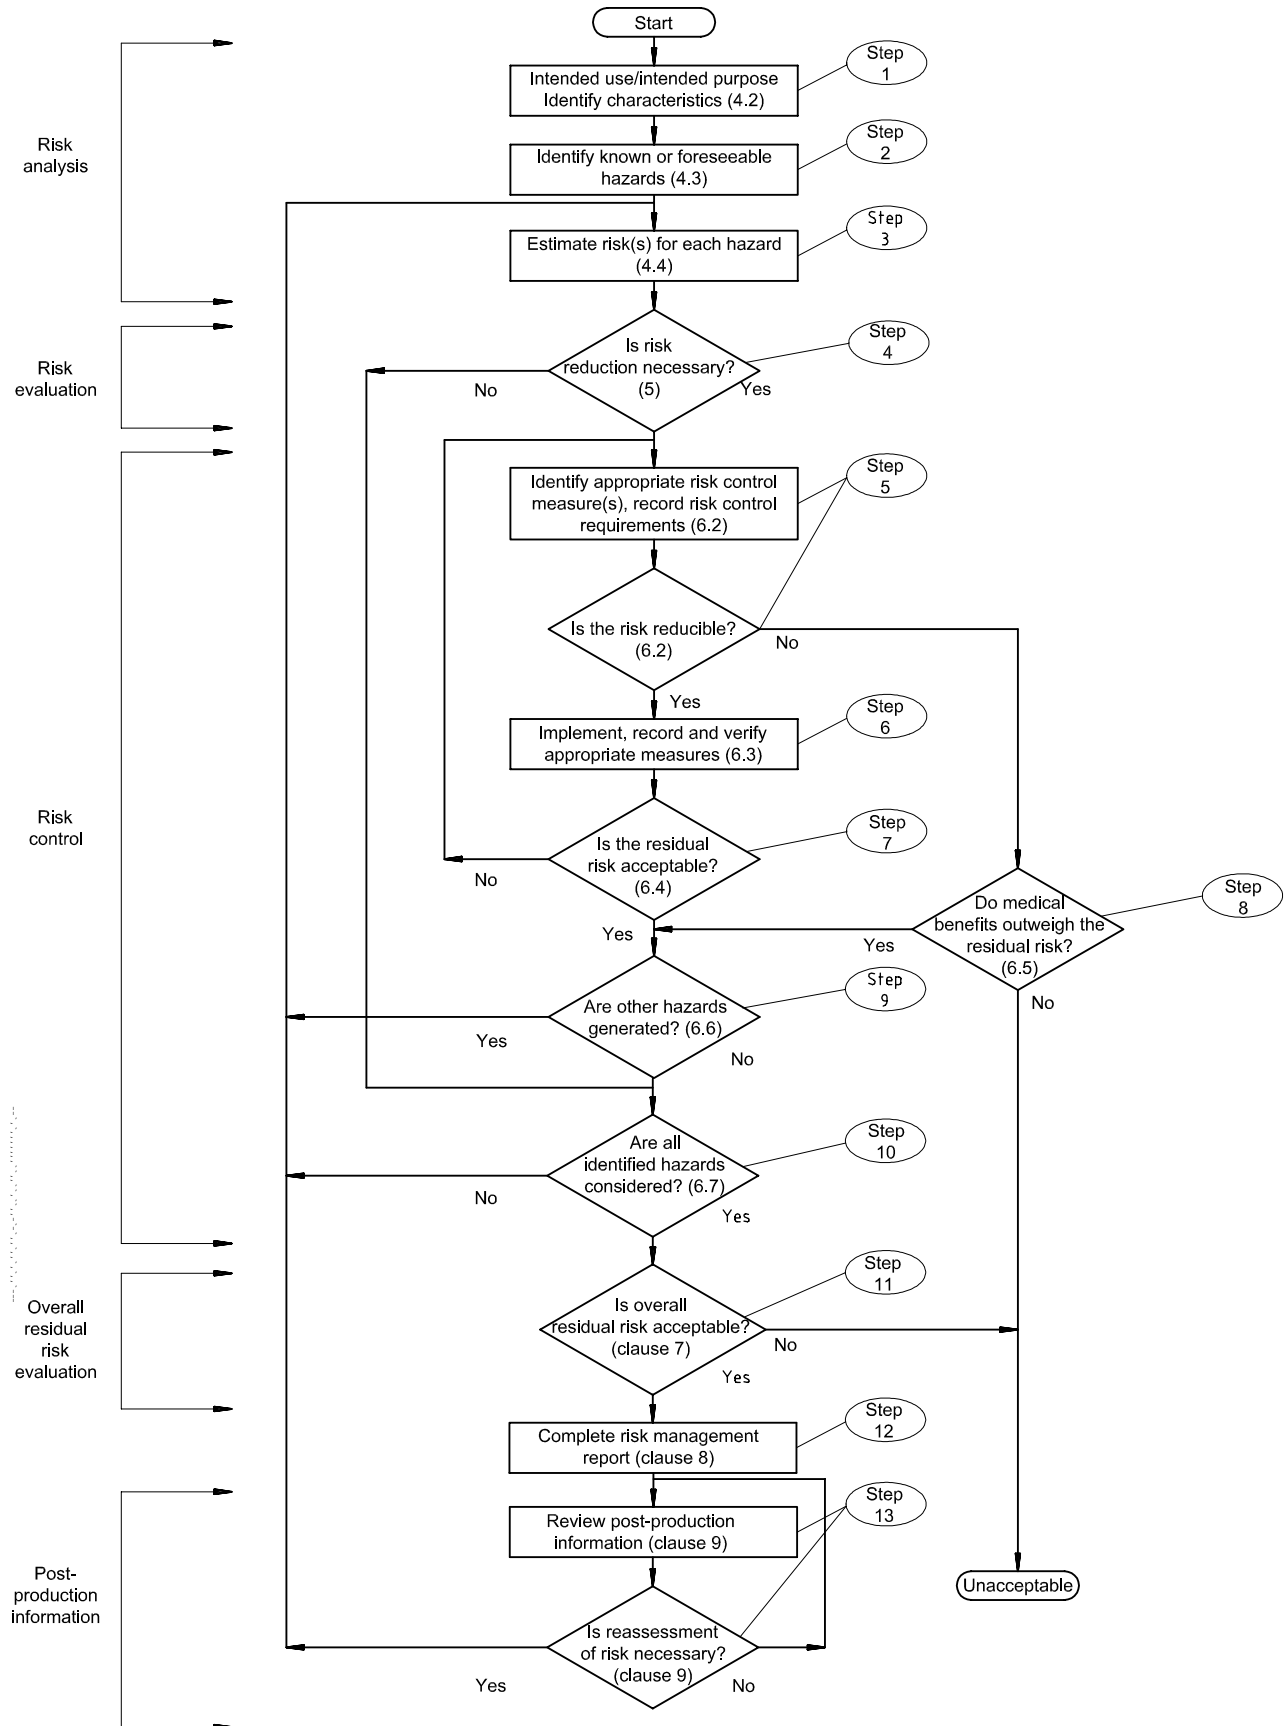 Start
Step
1
Intended use/intended purpose
Identify characteristics (4.2)
Risk
analysis
Step
2
Identify known or foreseeable
hazards (4.3)
Step
3
Estimate risk(s) for each hazard
(4.4)
Risk
evaluation
Step
4
Is risk
reduction necessary?
(5)
No
Yes
Step
5
Identify appropriate risk control
measure(s), record risk control
requirements (6.2)
Is the risk reducible?
(6.2)
No
Yes
Step
6
Implement, record and verify
appropriate measures (6.3)
Risk
control
Step
7
Is the residual
risk acceptable?
(6.4)
No
Yes
Step
8
Do medical
benefits outweigh the
residual risk?
(6.5)
Yes
No
Step
9
Are other hazards
generated? (6.6)
Yes
No
Step
10
Are all
identified hazards
considered? (6.7)
No
Yes
Overall
residual
risk
evaluation
Step
11
Is overall
residual risk acceptable?
(clause 7)
No
Yes
Step
12
Complete risk management
report (clause 8)
Post-
production
information
Step
13
Review post-production
information (clause 9)
Unacceptable
Is reassessment
of risk necessary?
(clause 9)
Yes
No